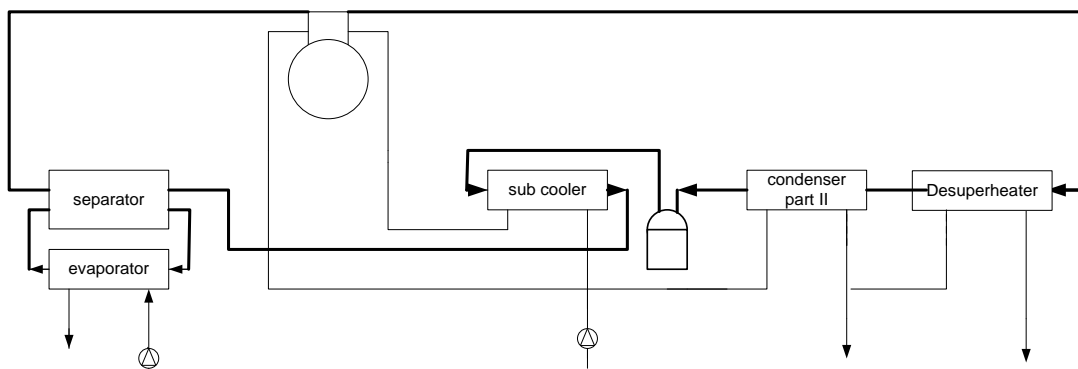 separator
evaporator
sub cooler
condenser
part II
Desuperheater